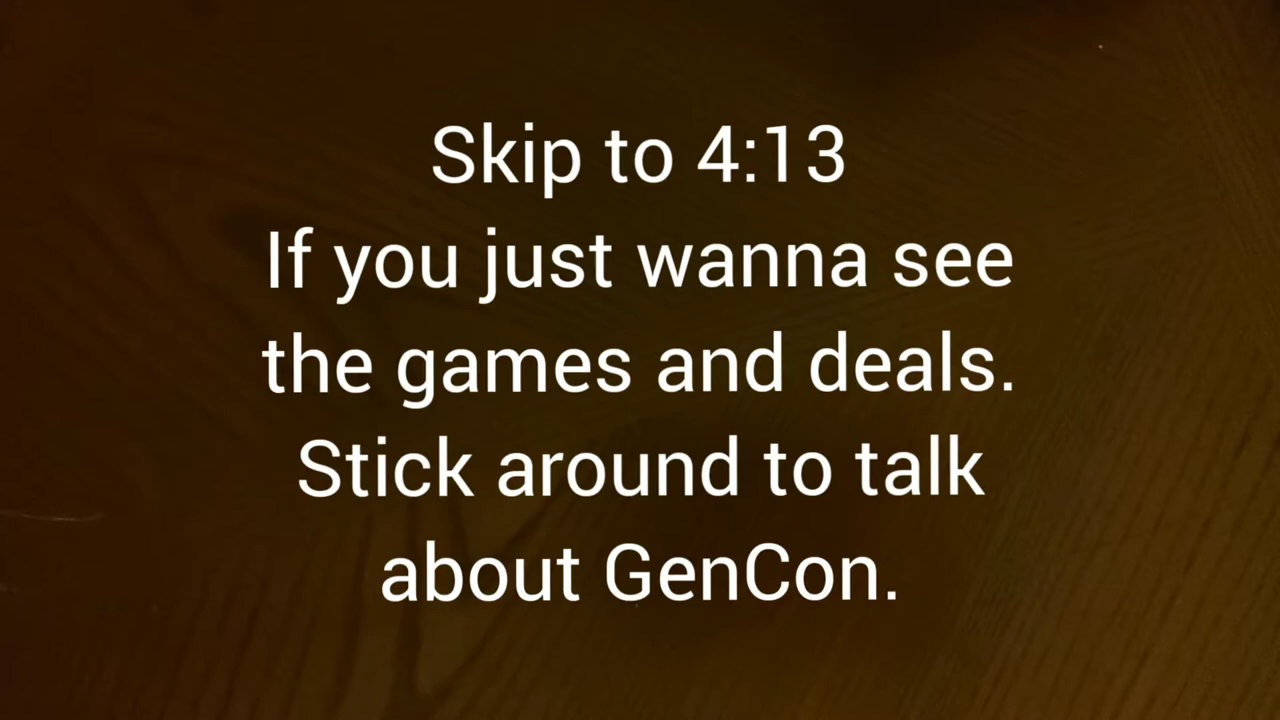 Skip to 4:13
If you just wanna see
the games and deals.
Stick around to talk
about GenCon.